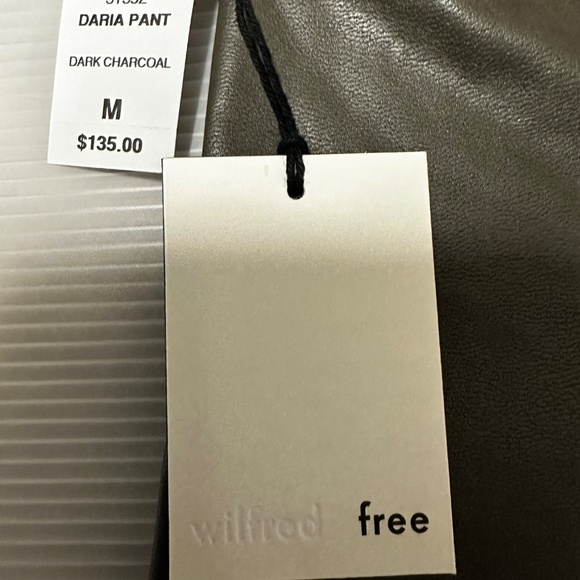 DARIA PANT
DARK CHARCOAL
M
$135.00
wilfred free